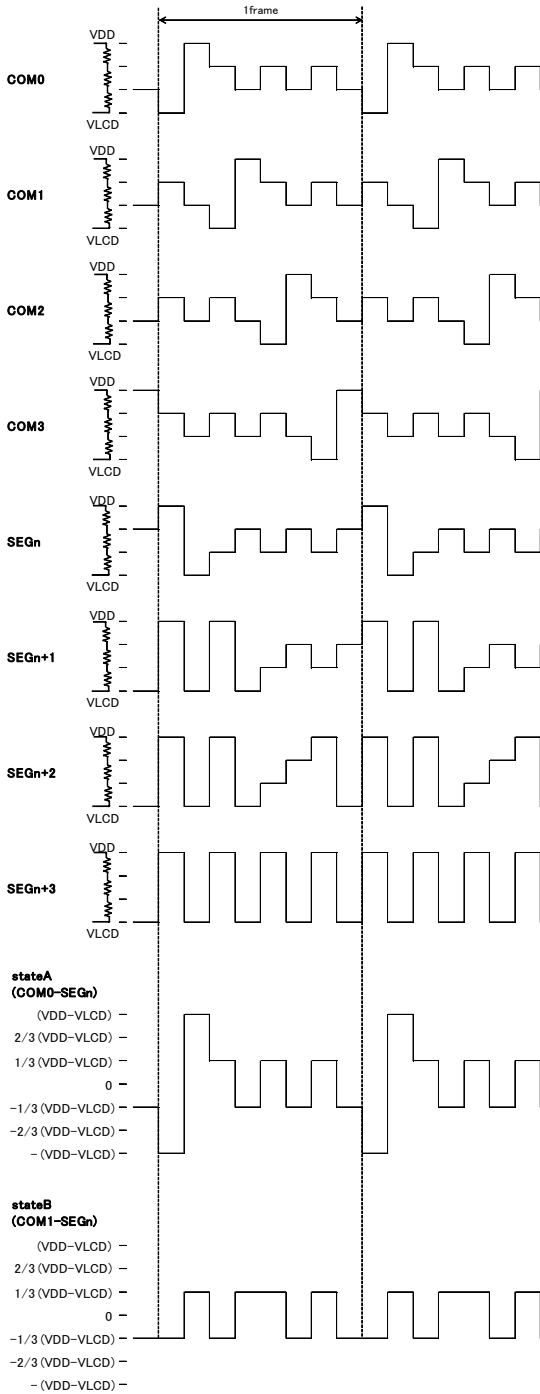 1frame
VDD
COM0
VLCD
VDD
COM1
VLCD
VDD
COM2
VLCD
VDD
COM3
VLCD
VDD
SEGn
VLCD
VDD
SEGn+1
VLCD
VDD
SEGn+2
VLCD
VDD
SEGn+3
VLCD
stateA
(COM0-SEGn)
(VDD-VLCD)
2/3(VDD-VLCD)
1/3(VDD-VLCD)
0
-1/3(VDD-VLCD)
-2/3(VDD-VLCD)
-(VDD-VLCD)
stateB
(COM1-SEGn)
(VDD-VLCD)
2/3(VDD-VLCD)
1/3(VDD-VLCD)
0
-1/3(VDD-VLCD)
-2/3(VDD-VLCD)
-(VDD-VLCD)